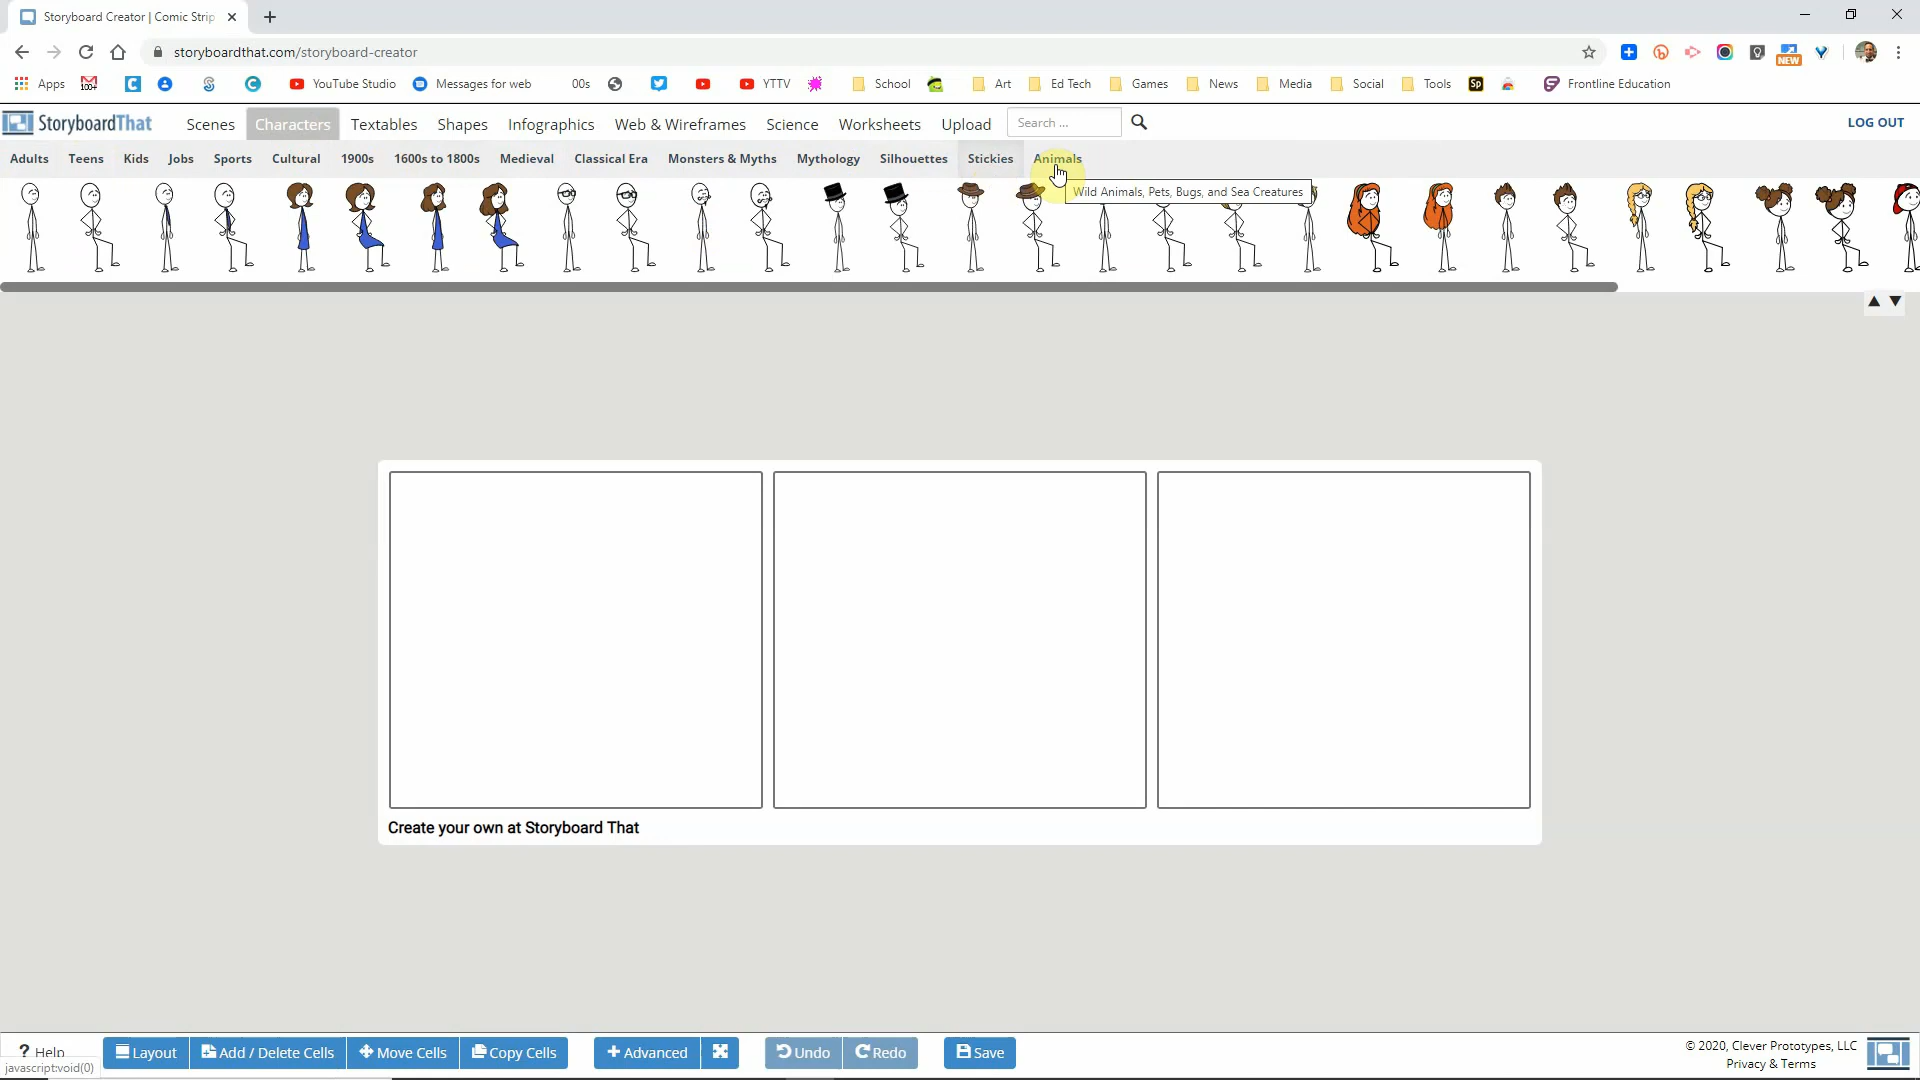 Storyboard Creator | Comic Strip
storyboardthat.com/storyboard-creator
NEW
Apps YouTube Studio Messages for web 00s YTTV School Art Ed Tech Games News Media Social Tools Sp Frontline Education
StoryboardThat Scenes Characters Textables Shapes Infographics Web & Wireframes Science Worksheets Upload Search ... LOG OUT
Adults Teens Kids Jobs Sports Cultural 1900s 1600s to 1800s Medieval Classical Era Monsters & Myths Mythology Silhouettes Stickies Animals
Wild Animals, Pets, Bugs, and Sea Creatures
Create your own at Storyboard That
? Help Layout Add / Delete Cells Move Cells Copy Cells + Advanced Undo Redo Save
© 2020, Clever Prototypes, LLC
Privacy & Terms
javascript:void(0)